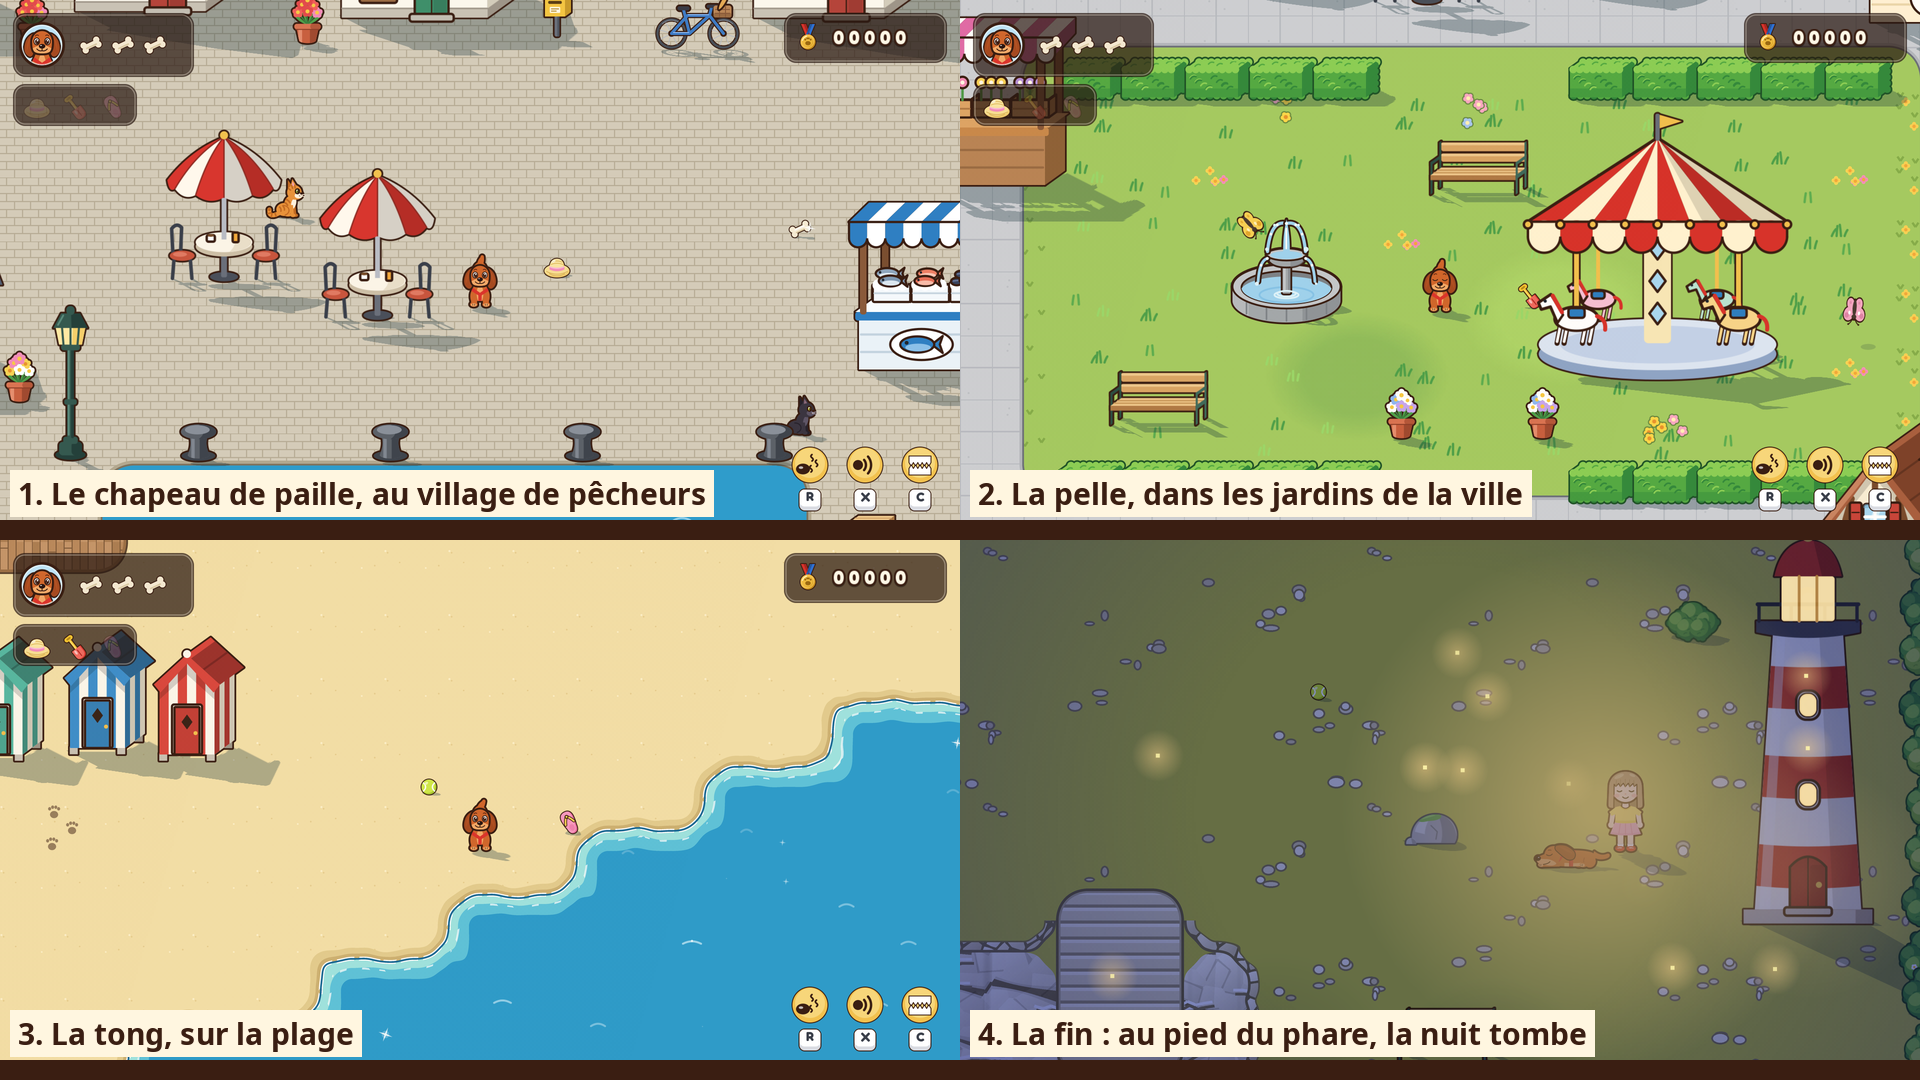 00000
00000
R X C
R X C
1. Le chapeau de paille, au village de pêcheurs
2. La pelle, dans les jardins de la ville
00000
R X C
3. La tong, sur la plage
4. La fin : au pied du phare, la nuit tombe